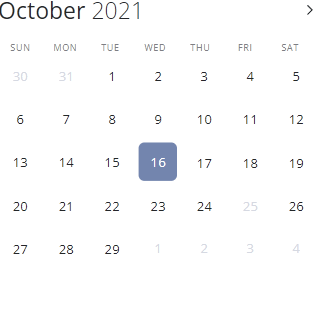 October 2021
SUN MON TUE WED THU FRI SAT
30 31 1 2 3 4 5
6 7 8 9 10 11 12
13 14 15 16 17 18 19
20 21 22 23 24 25 26
27 28 29 1 2 3 4